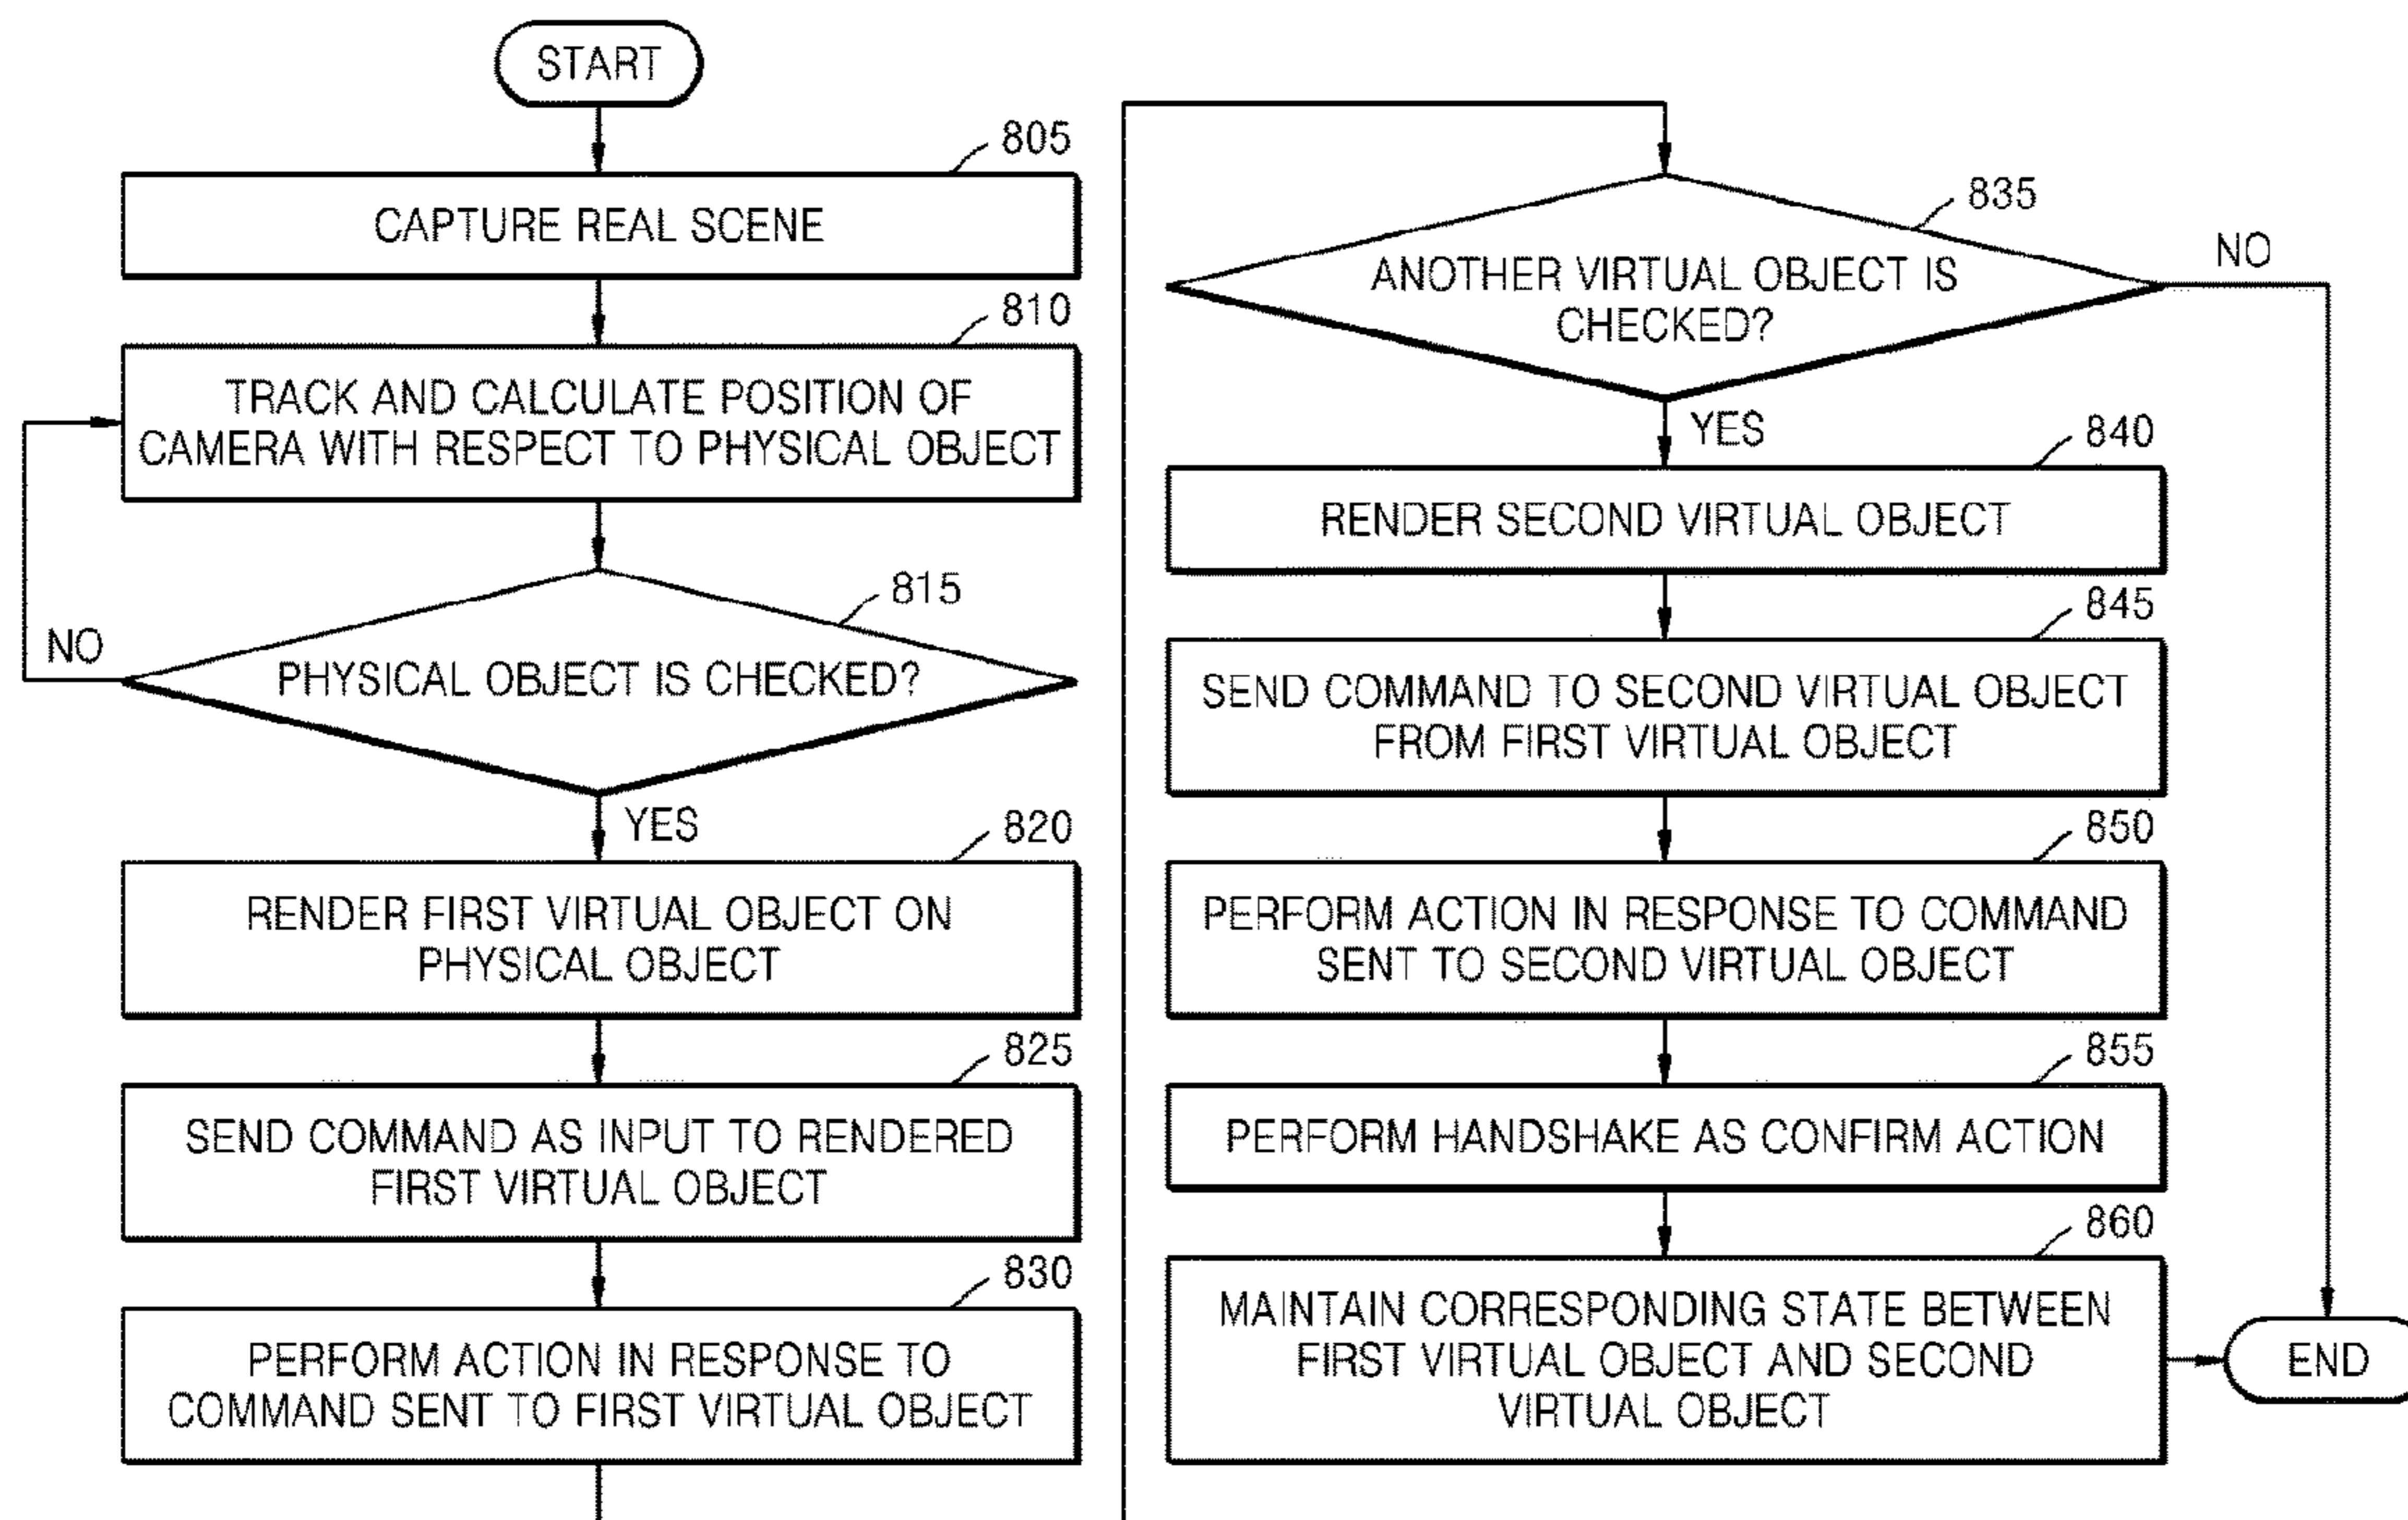 START
805
CAPTURE REAL SCENE
810
TRACK AND CALCULATE POSITION OF
CAMERA WITH RESPECT TO PHYSICAL OBJECT
815
NO
PHYSICAL OBJECT IS CHECKED?
YES
820
RENDER FIRST VIRTUAL OBJECT ON
PHYSICAL OBJECT
825
SEND COMMAND AS INPUT TO RENDERED
FIRST VIRTUAL OBJECT
830
PERFORM ACTION IN RESPONSE TO
COMMAND SENT TO FIRST VIRTUAL OBJECT
835
NO
ANOTHER VIRTUAL OBJECT IS
CHECKED?
YES
840
RENDER SECOND VIRTUAL OBJECT
845
SEND COMMAND TO SECOND VIRTUAL OBJECT
FROM FIRST VIRTUAL OBJECT
850
PERFORM ACTION IN RESPONSE TO COMMAND
SENT TO SECOND VIRTUAL OBJECT
855
PERFORM HANDSHAKE AS CONFIRM ACTION
860
MAINTAIN CORRESPONDING STATE BETWEEN
FIRST VIRTUAL OBJECT AND SECOND
VIRTUAL OBJECT
END